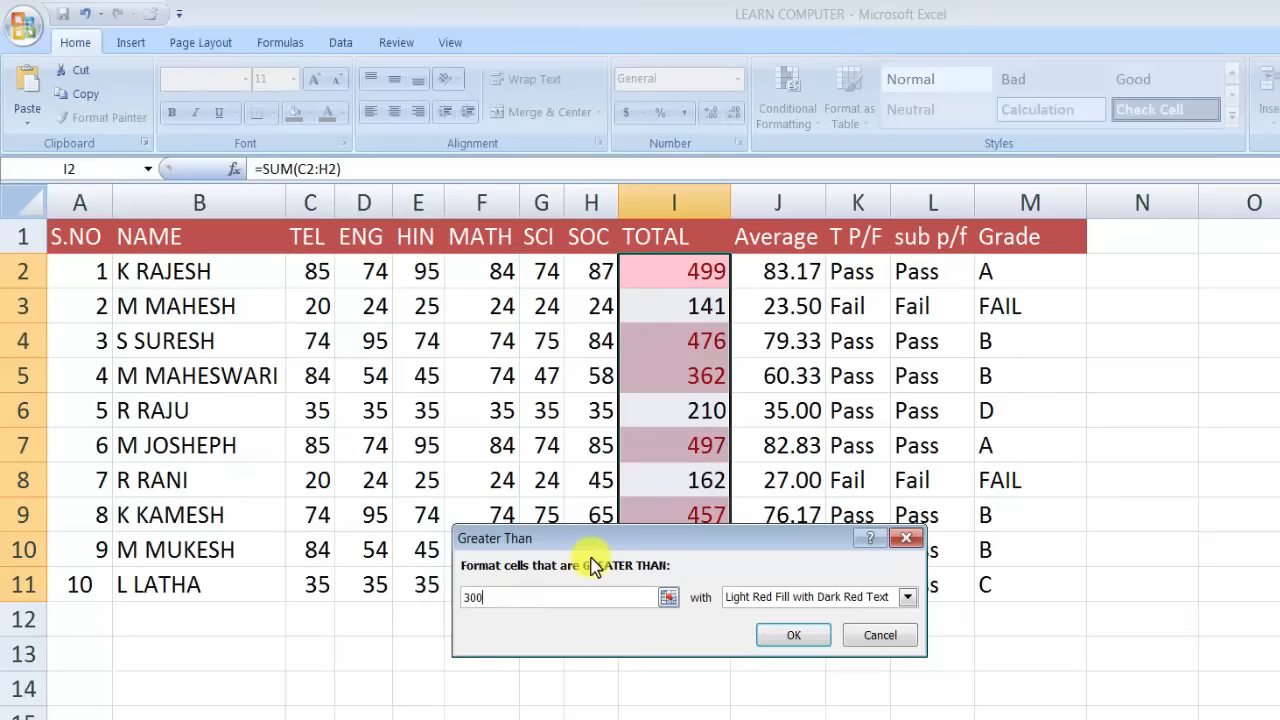 LEARN COMPUTER - Microsoft Excel
Home Insert Page Layout Formulas Data Review View
Paste Cut Copy Format Painter Clipboard
11 B I U Font
Wrap Text Merge & Center Alignment
General $ % , Number
Conditional Formatting Format as Table Normal Bad Good Neutral Calculation Check Cell Styles
Inse
I2 fx =SUM(C2:H2)
A B C D E F G H I J K L M N O
1 S.NO NAME TEL ENG HIN MATH SCI SOC TOTAL Average T P/F sub p/f Grade
2 1 K RAJESH 85 74 95 84 74 87 499 83.17 Pass Pass A
3 2 M MAHESH 20 24 25 24 24 24 141 23.50 Fail Fail FAIL
4 3 S SURESH 74 95 74 74 75 84 476 79.33 Pass Pass B
5 4 M MAHESWARI 84 54 45 74 47 58 362 60.33 Pass Pass B
6 5 R RAJU 35 35 35 35 35 35 210 35.00 Pass Pass D
7 6 M JOSHEPH 85 74 95 84 74 85 497 82.83 Pass Pass A
8 7 R RANI 20 24 25 24 24 45 162 27.00 Fail Fail FAIL
9 8 K KAMESH 74 95 74 74 75 65 457 76.17 Pass Pass B
10 9 M MUKESH 84 54 45 B
11 10 L LATHA 35 35 35 C
12
13
14
Greater Than
Format cells that are GREATER THAN:
300 with Light Red Fill with Dark Red Text
OK Cancel